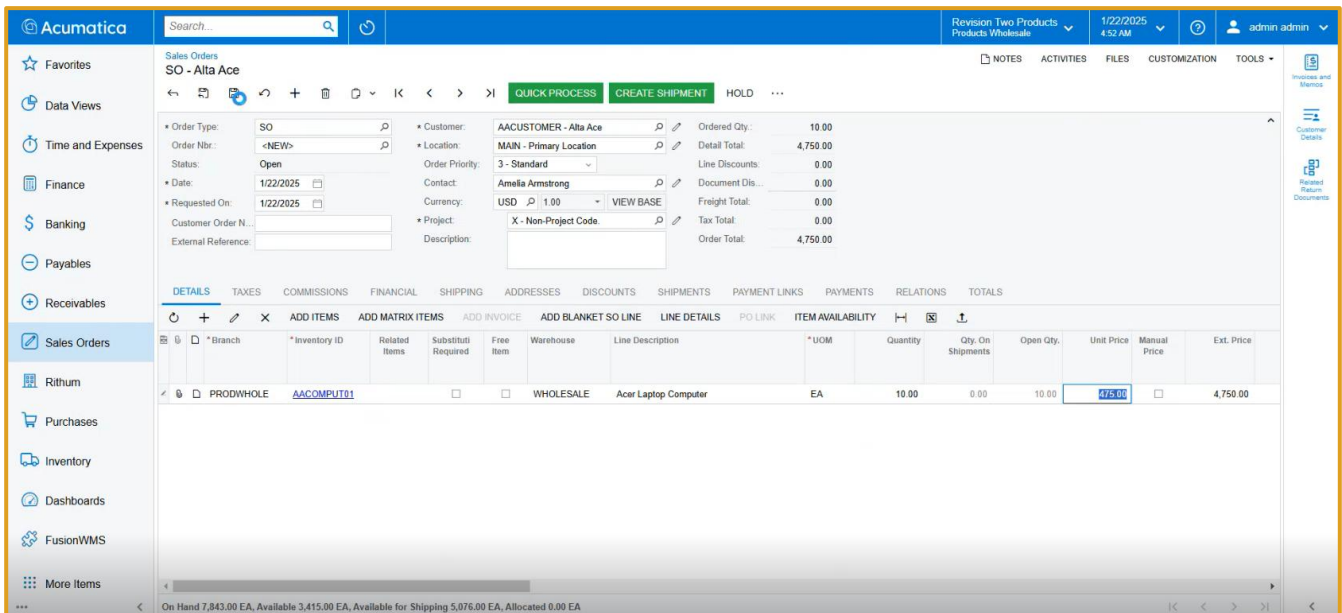 Acumatica
Search...
Revision Two Products
Products Wholesale
1/22/2025
4:52 AM
admin admin
Favorites
Data Views
Time and Expenses
Finance
Banking
Payables
Receivables
Sales Orders
Rithum
Purchases
Inventory
Dashboards
FusionWMS
More Items
Sales Orders
SO - Alta Ace
NOTES ACTIVITIES FILES CUSTOMIZATION TOOLS
QUICK PROCESS CREATE SHIPMENT HOLD ...
* Order Type: SO * Customer: AACUSTOMER - Alta Ace Ordered Qty.: 10.00
Order Nbr.: <NEW> * Location: MAIN - Primary Location Detail Total: 4,750.00
Status: Open Order Priority: 3 - Standard Line Discounts: 0.00
* Date: 1/22/2025 Contact: Amelia Armstrong Document Dis... 0.00
* Requested On: 1/22/2025 Currency: USD 1.00 VIEW BASE Freight Total: 0.00
Customer Order N... * Project: X - Non-Project Code. Tax Total: 0.00
External Reference: Description: Order Total: 4,750.00
DETAILS TAXES COMMISSIONS FINANCIAL SHIPPING ADDRESSES DISCOUNTS SHIPMENTS PAYMENT LINKS PAYMENTS RELATIONS TOTALS
ADD ITEMS ADD MATRIX ITEMS ADD INVOICE ADD BLANKET SO LINE LINE DETAILS PO LINK ITEM AVAILABILITY
*Branch *Inventory ID Related Items Substituti Required Free Item Warehouse Line Description *UOM Quantity Qty. On Shipments Open Qty. Unit Price Manual Price Ext. Price
PRODWHOLE AACOMPUT01 WHOLESALE Acer Laptop Computer EA 10.00 0.00 10.00 475.00 4,750.00
On Hand 7,843.00 EA, Available 3,415.00 EA, Available for Shipping 5,076.00 EA, Allocated 0.00 EA
Invoices and
Memos
Customer
Details
Related
Return
Documents